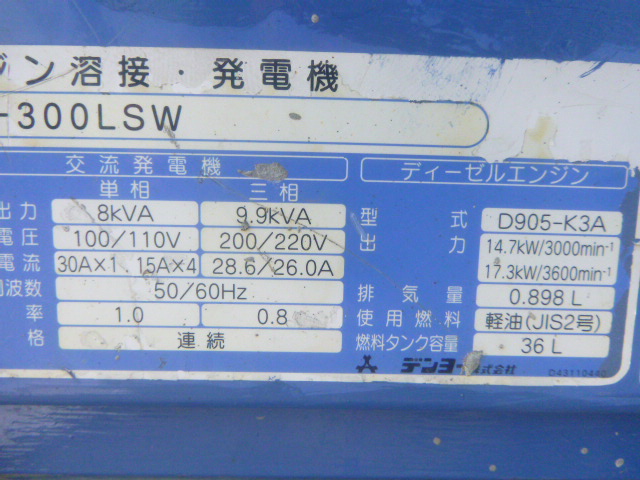 ジン溶接・発電機
-300LSW
交流発電機
単相 三相
出力 8kVA 9.9kVA
電圧 100/110V 200/220V
電流 30A×1、15A×4 28.6/26.0A
周波数 50/60Hz
率 1.0 0.8
格 連続
ディーゼルエンジン
型式 D905-K3A
出力 14.7kW/3000min⁻¹
17.3kW/3600min⁻¹
排気量 0.898L
使用燃料 軽油(JIS2号)
燃料タンク容量 36L
デンヨー株式会社